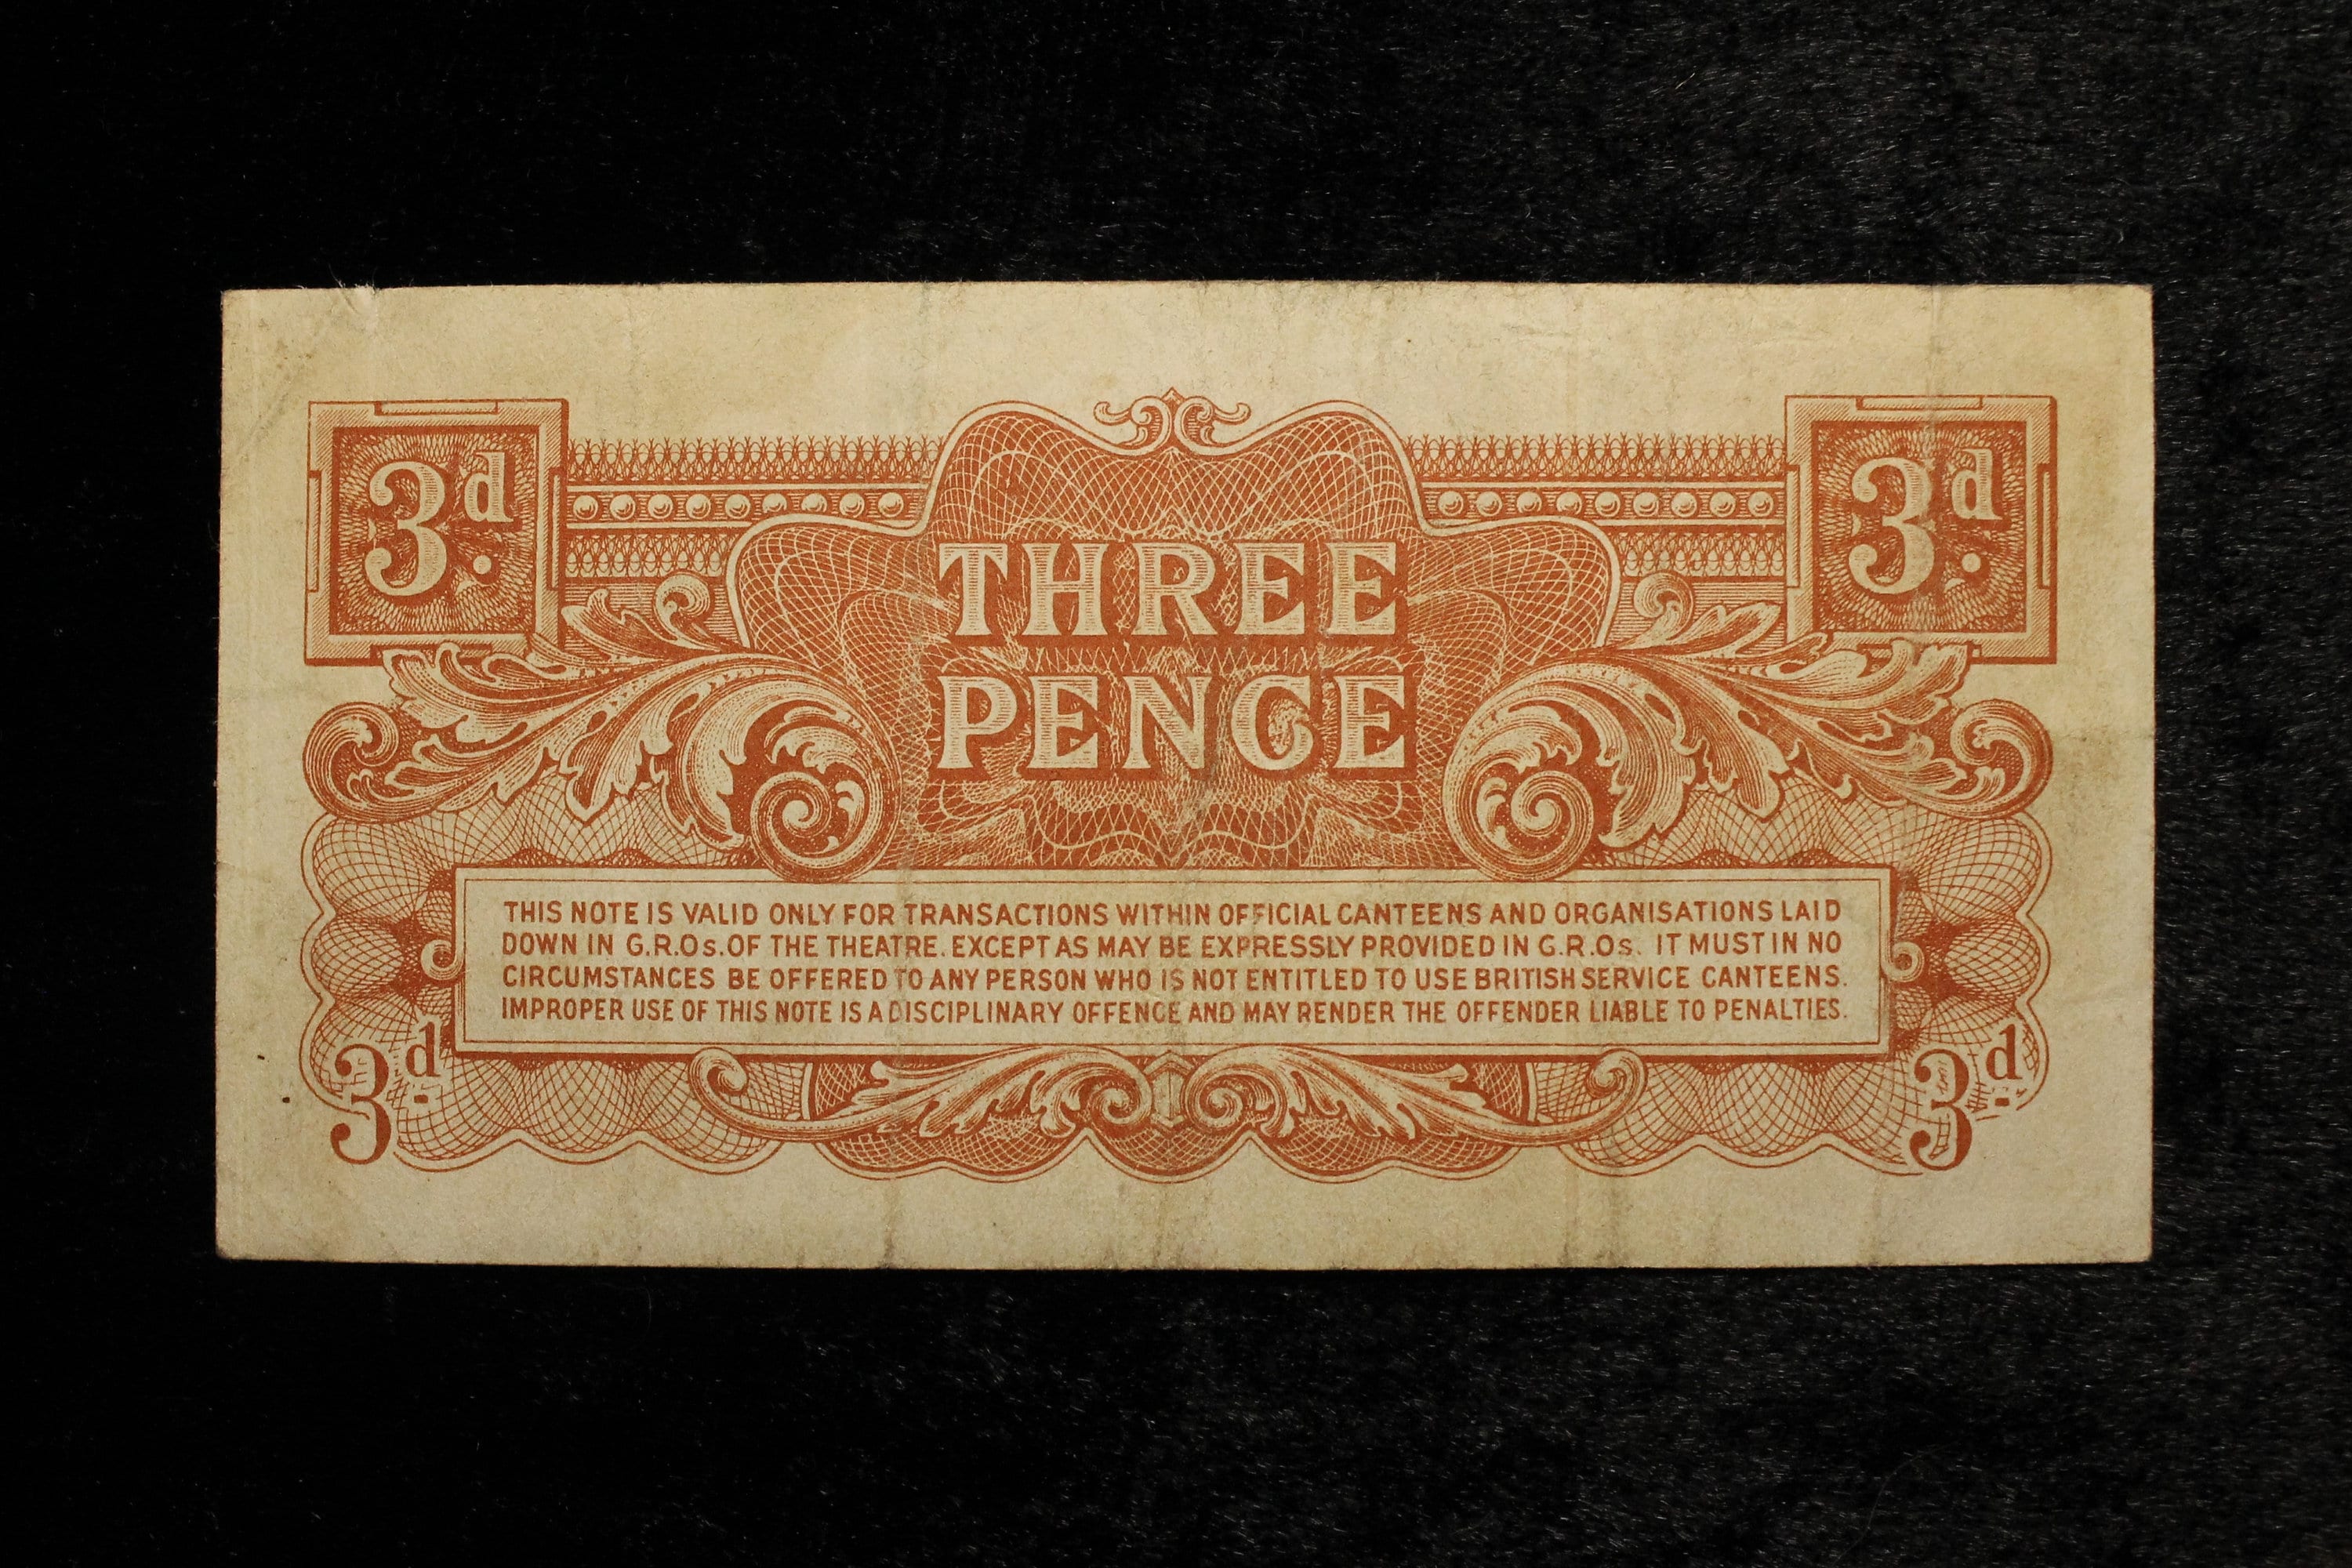 3d.
3d.
THREE
PENCE
THIS NOTE IS VALID ONLY FOR TRANSACTIONS WITHIN OFFICIAL CANTEENS AND ORGANISATIONS LAID
DOWN IN G.R.Os. OF THE THEATRE. EXCEPT AS MAY BE EXPRESSLY PROVIDED IN G.R.Os. IT MUST IN NO
CIRCUMSTANCES BE OFFERED TO ANY PERSON WHO IS NOT ENTITLED TO USE BRITISH SERVICE CANTEENS.
IMPROPER USE OF THIS NOTE IS A DISCIPLINARY OFFENCE AND MAY RENDER THE OFFENDER LIABLE TO PENALTIES.
3d.
3d.